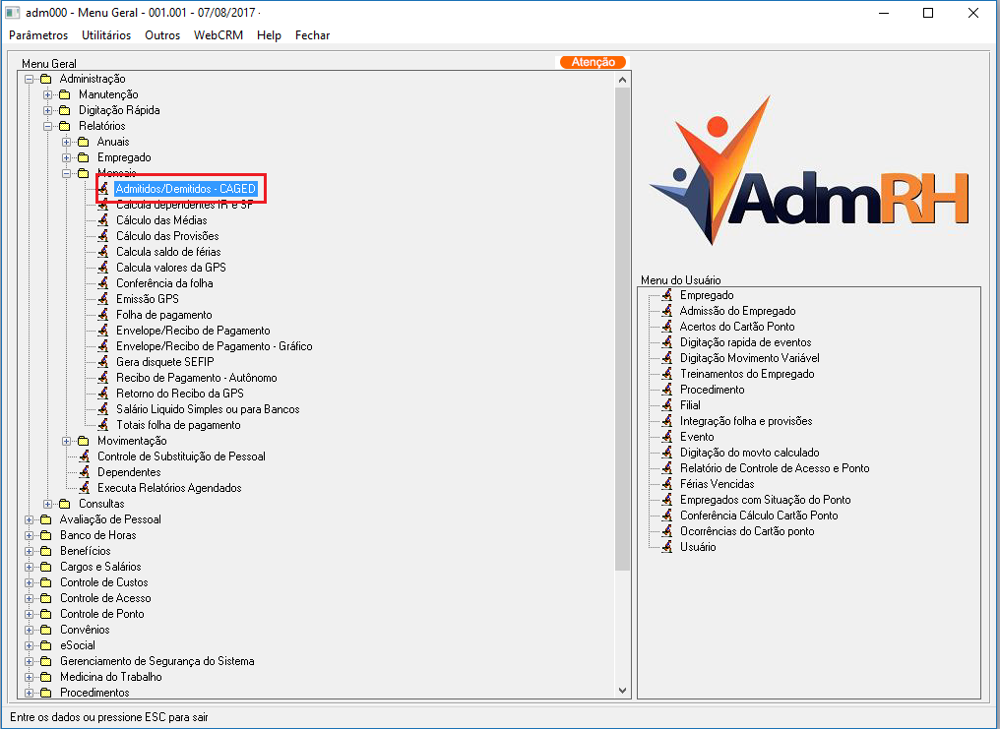 adm000 - Menu Geral - 001.001 - 07/08/2017 -
Parâmetros Utilitários Outros WebCRM Help Fechar
Menu Geral
Atenção
Administração
Manutenção
Digitação Rápida
Relatórios
Anuais
Empregado
Mensais
Admitidos/Demitidos - CAGED
Calcula dependentes IR e SF
Cálculo das Médias
Cálculo das Provisões
Calcula saldo de férias
Calcula valores da GPS
Conferência da folha
Emissão GPS
Folha de pagamento
Envelope/Recibo de Pagamento
Envelope/Recibo de Pagamento - Gráfico
Gera disquete SEFIP
Recibo de Pagamento - Autônomo
Retorno do Recibo da GPS
Salário Liquido Simples ou para Bancos
Totais folha de pagamento
Movimentação
Controle de Substituição de Pessoal
Dependentes
Executa Relatórios Agendados
Consultas
Avaliação de Pessoal
Banco de Horas
Benefícios
Cargos e Salários
Controle de Custos
Controle de Acesso
Controle de Ponto
Convênios
eSocial
Gerenciamento de Segurança do Sistema
Medicina do Trabalho
Procedimentos
AdmRH
Menu do Usuário
Empregado
Admissão do Empregado
Acertos do Cartão Ponto
Digitação rapida de eventos
Digitação Movimento Variável
Treinamentos do Empregado
Procedimento
Filial
Integração folha e provisões
Evento
Digitação do movto calculado
Relatório de Controle de Acesso e Ponto
Férias Vencidas
Empregados com Situação do Ponto
Conferência Cálculo Cartão Ponto
Ocorrências do Cartão ponto
Usuário
Entre os dados ou pressione ESC para sair